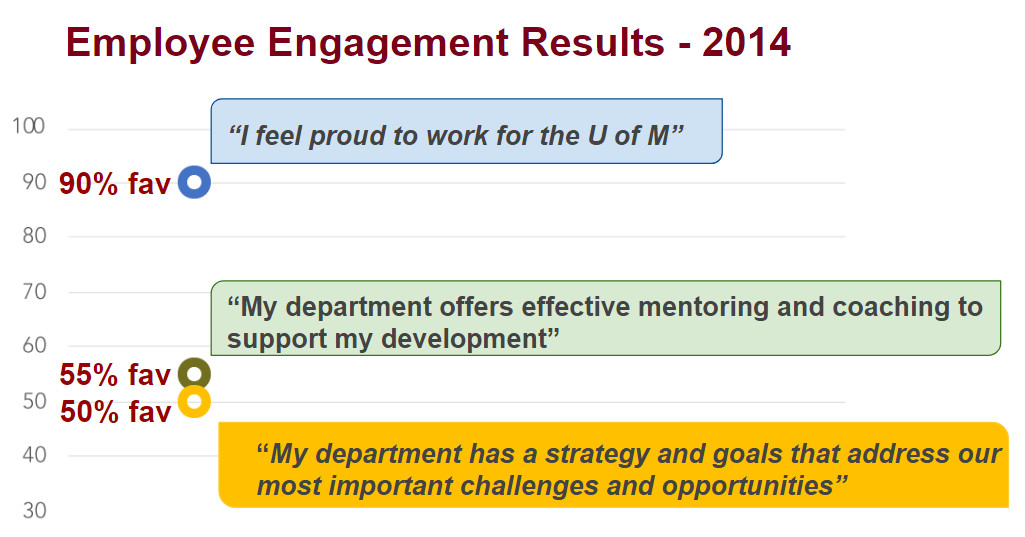 Employee Engagement Results - 2014
100
“I feel proud to work for the U of M”
90
90% fav
80
70
“My department offers effective mentoring and coaching to
support my development”
60
55% fav
50
50% fav
“My department has a strategy and goals that address our
most important challenges and opportunities”
40
30